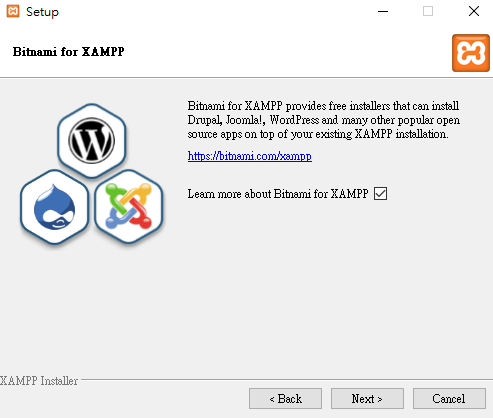 Setup
Bitnami for XAMPP
Bitnami for XAMPP provides free installers that can install
Drupal, Joomla!, WordPress and many other popular open
source apps on top of your existing XAMPP installation.
https://bitnami.com/xampp
Learn more about Bitnami for XAMPP
XAMPP Installer
< Back
Next >
Cancel